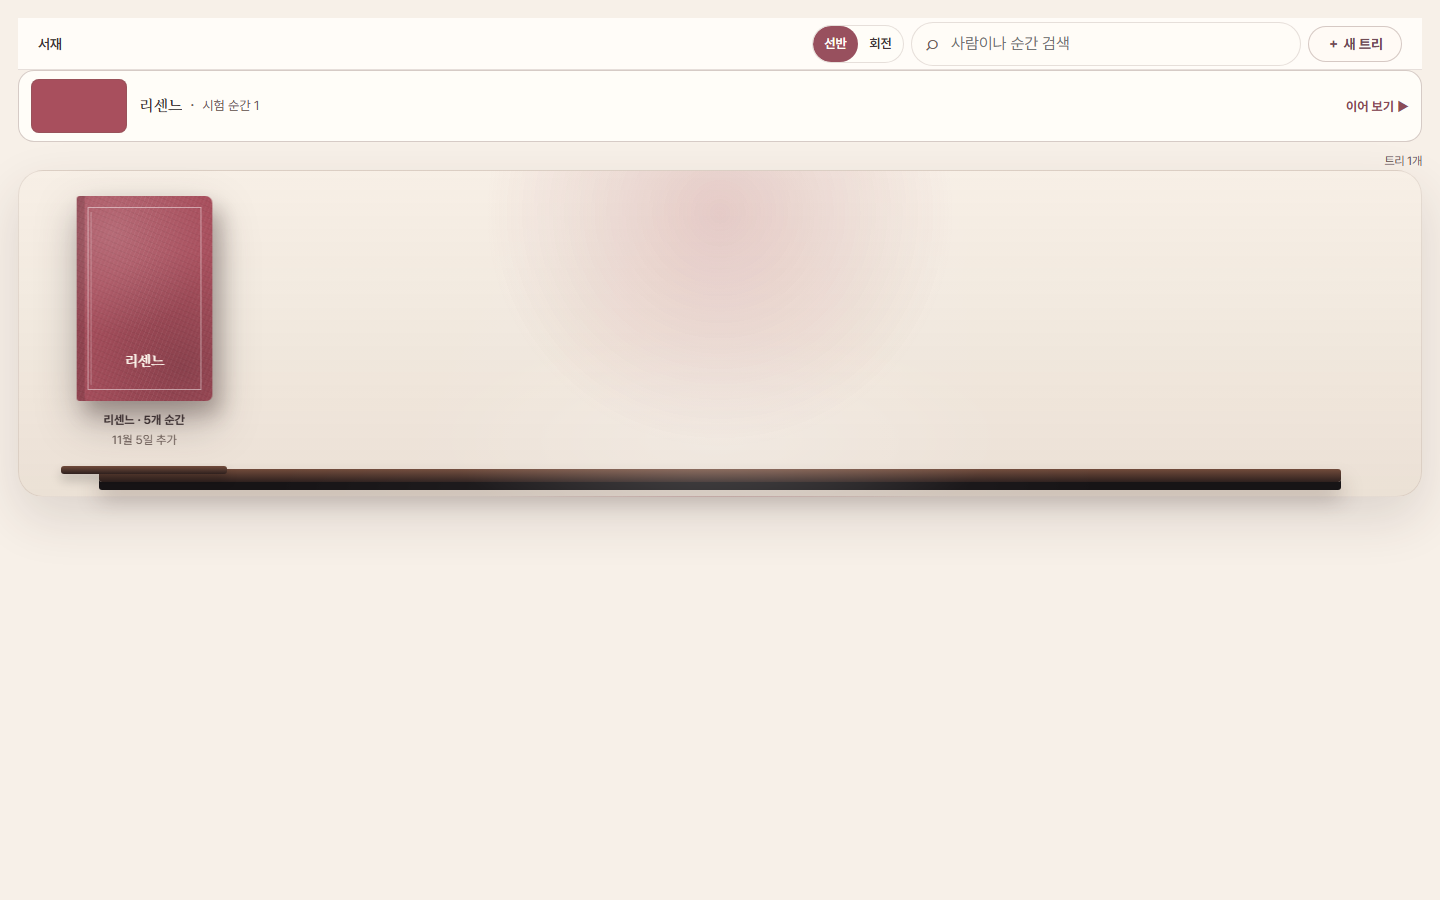 서재
선반 회전
사람이나 순간 검색
+ 새 트리
리센느 · 시험 순간 1
이어 보기 ▶
트리 1개
리센느
리센느 · 5개 순간
11월 5일 추가